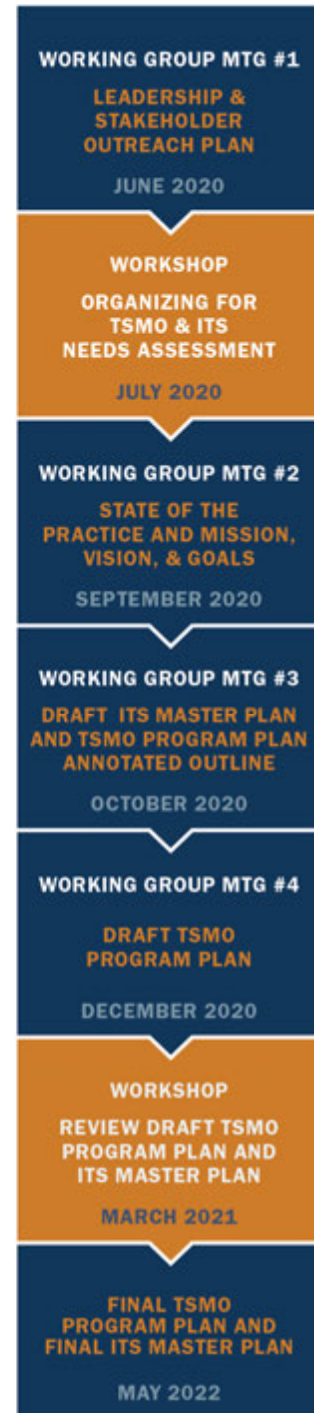 WORKING GROUP MTG #1
LEADERSHIP &
STAKEHOLDER
OUTREACH PLAN
JUNE 2020
WORKSHOP
ORGANIZING FOR
TSMO & ITS
NEEDS ASSESSMENT
JULY 2020
WORKING GROUP MTG #2
STATE OF THE
PRACTICE AND MISSION,
VISION, & GOALS
SEPTEMBER 2020
WORKING GROUP MTG #3
DRAFT ITS MASTER PLAN
AND TSMO PROGRAM PLAN
ANNOTATED OUTLINE
OCTOBER 2020
WORKING GROUP MTG #4
DRAFT TSMO
PROGRAM PLAN
DECEMBER 2020
WORKSHOP
REVIEW DRAFT TSMO
PROGRAM PLAN AND
ITS MASTER PLAN
MARCH 2021
FINAL TSMO
PROGRAM PLAN AND
FINAL ITS MASTER PLAN
MAY 2022